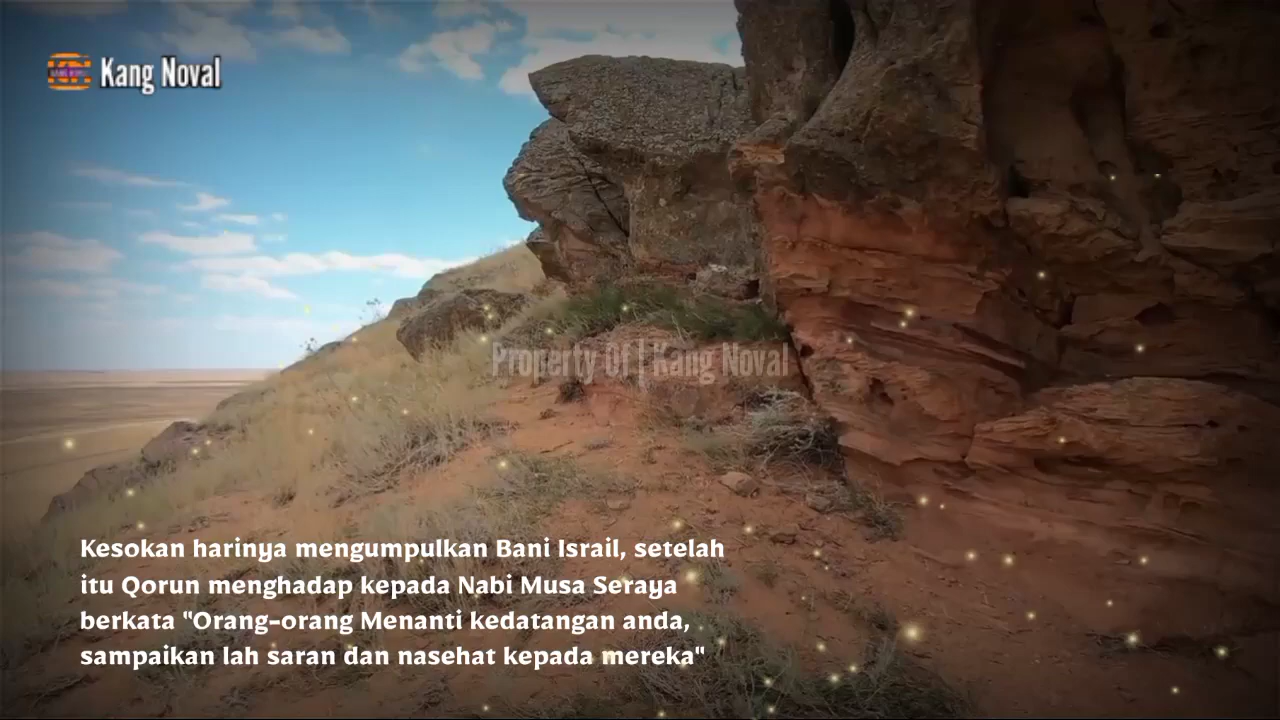 Kang Noval
Property Of | Kang Noval
Kesokan harinya mengumpulkan Bani Israil, setelah
itu Qorun menghadap kepada Nabi Musa Seraya
berkata "Orang-orang Menanti kedatangan anda,
sampaikan lah saran dan nasehat kepada mereka"